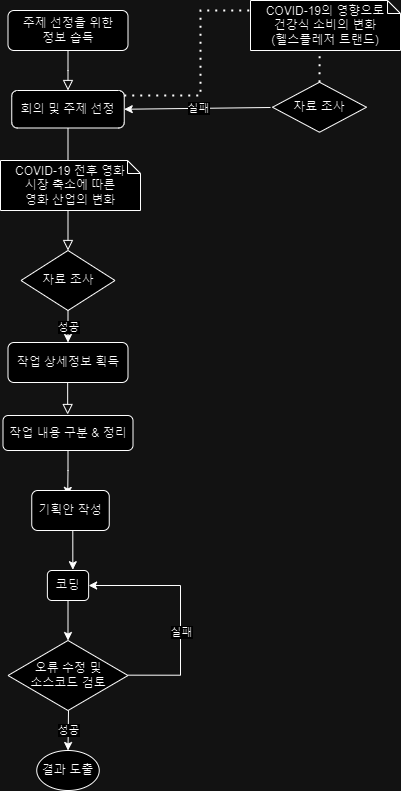 주제 선정을 위한
정보 습득
COVID-19의 영향으로
건강식 소비의 변화
(헬스플레저 트랜드)
회의 및 주제 선정
실패
자료 조사
COVID-19 전후 영화
시장 축소에 따른
영화 산업의 변화
자료 조사
성공
작업 상세정보 획득
작업 내용 구분 & 정리
기획안 작성
코딩
실패
오류 수정 및
소스코드 검토
성공
결과 도출